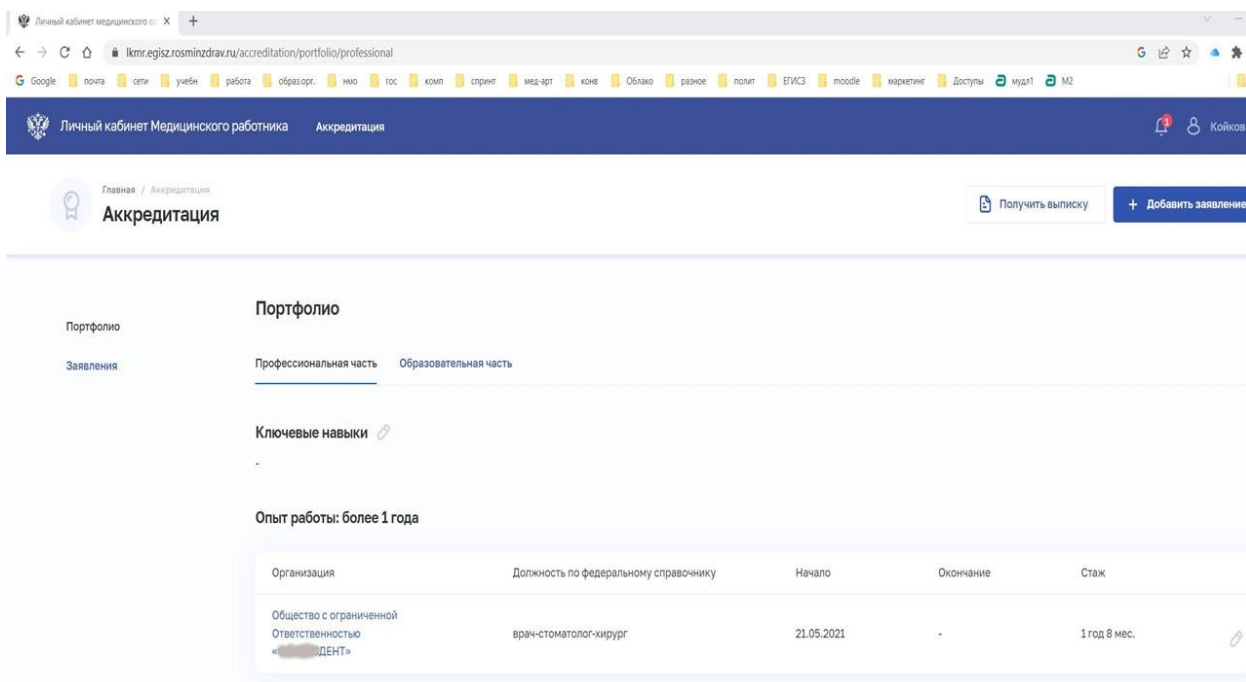 Личный кабинет медицинского со
lkmr.egisz.rosminzdrav.ru/accreditation/portfolio/professional
Google почта сети учебн работа образ.орг. нмо гос комп спринт мед-арт конв Облако разное полит ЕГИСЗ moodle маркетинг Доступы мудл1 М2
Личный кабинет Медицинского работника Аккредитация 1 Койков
Главная / Аккредитация
Аккредитация
Получить выписку + Добавить заявление
Портфолио
Портфолио
Заявления
Профессиональная часть Образовательная часть
Ключевые навыки
-
Опыт работы: более 1 года
Организация Должность по федеральному справочнику Начало Окончание Стаж
Общество с ограниченной
Ответственностью
« ДЕНТ» врач-стоматолог-хирург 21.05.2021 - 1 год 8 мес.